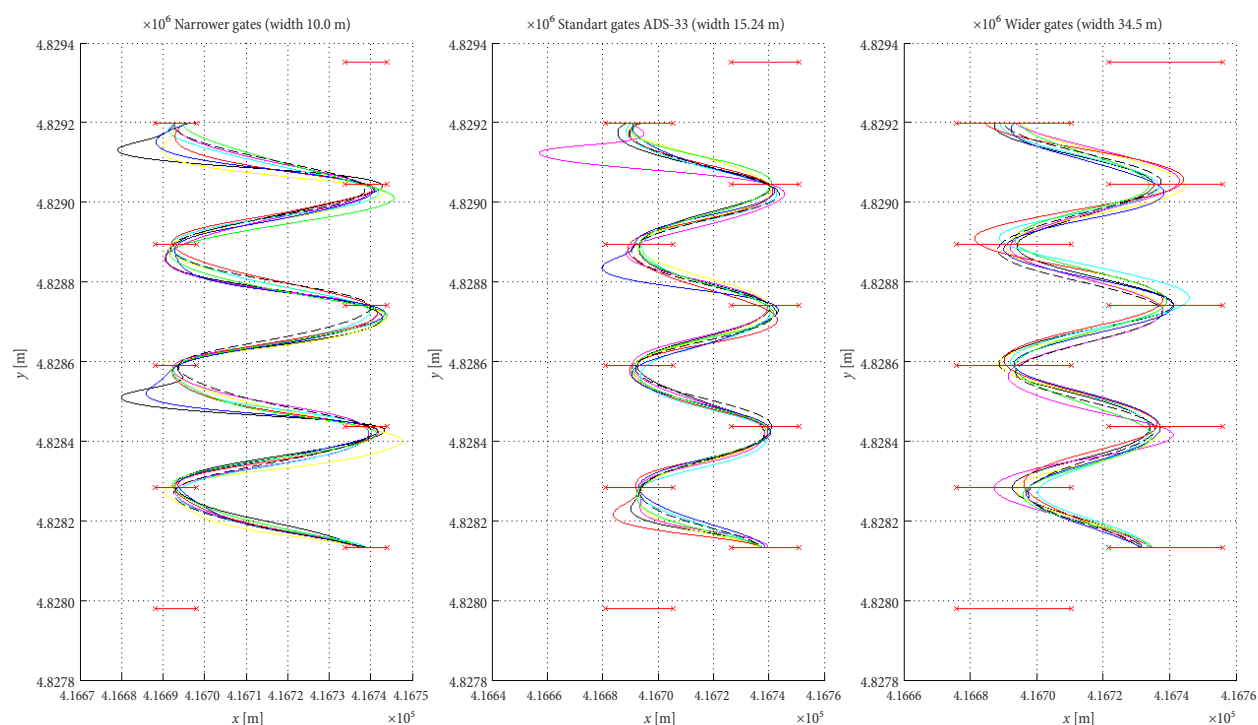 ×10⁶ Narrower gates (width 10.0 m)
4.8294
4.8292
4.8290
4.8288
4.8286
4.8284
4.8282
4.8280
4.8278
y [m]
4.1667 4.1668 4.1669 4.1670 4.1671 4.1672 4.1673 4.1674 4.1675
x [m]
×10⁵
×10⁶ Standart gates ADS-33 (width 15.24 m)
4.8294
4.8292
4.8290
4.8288
4.8286
4.8284
4.8282
4.8280
4.8278
y [m]
4.1664 4.1666 4.1668 4.1670 4.1672 4.1674 4.1676
x [m]
×10⁵
×10⁶ Wider gates (width 34.5 m)
4.8294
4.8292
4.8290
4.8288
4.8286
4.8284
4.8282
4.8280
4.8278
y [m]
4.1666 4.1668 4.1670 4.1672 4.1674 4.1676
x [m]
×10⁵